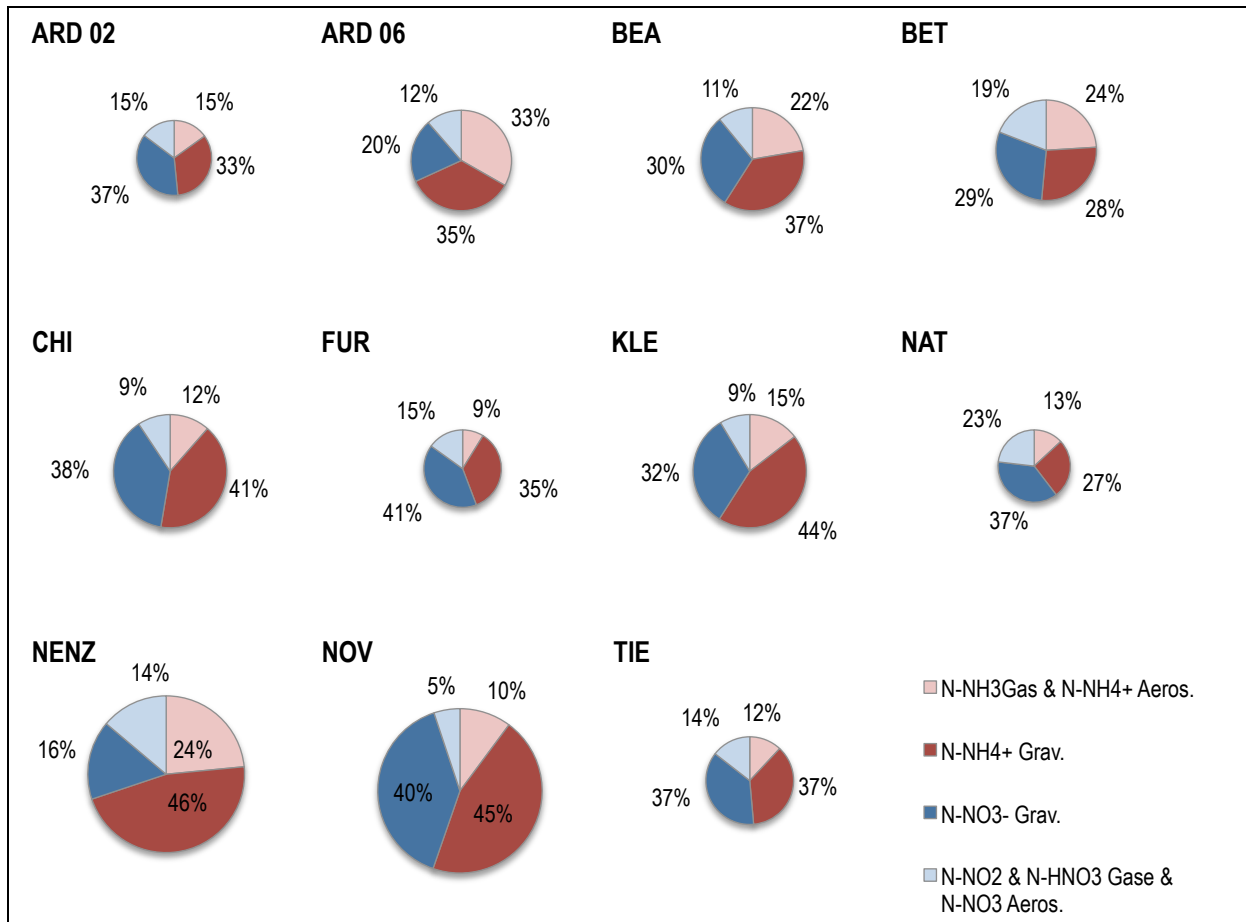 ARD 02
ARD 06
BEA
BET
15%
15%
33%
37%
12%
33%
20%
35%
11%
22%
30%
37%
19%
24%
29%
28%
CHI
FUR
KLE
NAT
9%
12%
38%
41%
15%
9%
41%
35%
9%
15%
32%
44%
23%
13%
37%
27%
NENZ
NOV
TIE
14%
16%
24%
46%
5%
10%
40%
45%
14%
12%
37%
37%
N-NH3Gas & N-NH4+ Aeros.
N-NH4+ Grav.
N-NO3- Grav.
N-NO2 & N-HNO3 Gase &
N-NO3 Aeros.